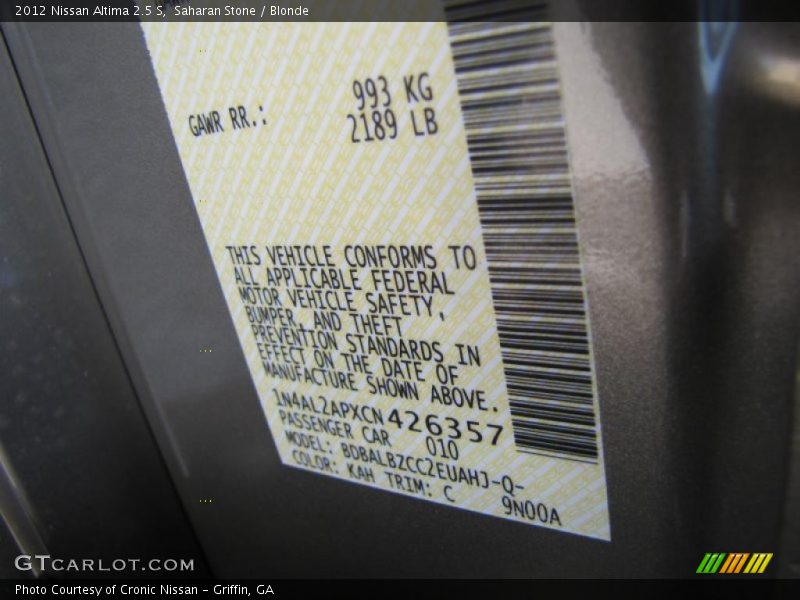 2012 Nissan Altima 2.5 S, Saharan Stone / Blonde
GAWR RR.: 993 KG
2189 LB
THIS VEHICLE CONFORMS TO
ALL APPLICABLE FEDERAL
MOTOR VEHICLE SAFETY,
BUMPER, AND THEFT
PREVENTION STANDARDS IN
EFFECT ON THE DATE OF
MANUFACTURE SHOWN ABOVE.
1N4AL2APXCN426357
PASSENGER CAR 010
MODEL: BDBALBZCC2EUAHJ-Q-
COLOR: KAH TRIM: C 9N00A
GTCARLOT.COM
Photo Courtesy of Cronic Nissan - Griffin, GA